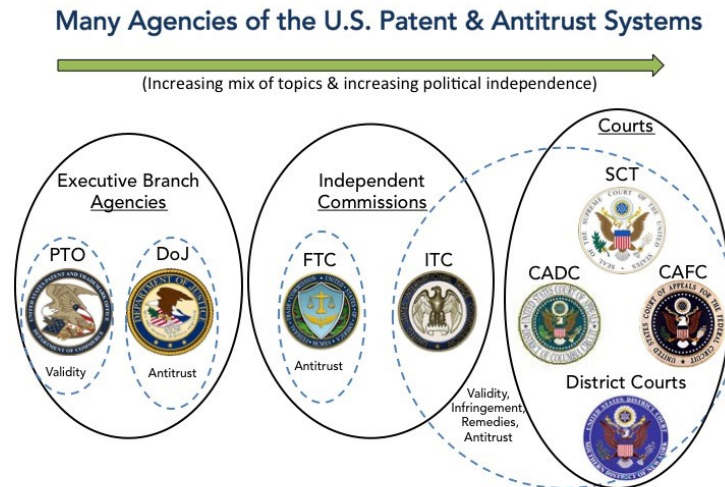 Many Agencies of the U.S. Patent & Antitrust Systems
(Increasing mix of topics & increasing political independence)
Executive Branch
Agencies
PTO
DoJ
Validity
Antitrust
Independent
Commissions
FTC
ITC
Antitrust
Courts
SCT
CADC
CAFC
District Courts
Validity,
Infringement,
Remedies,
Antitrust